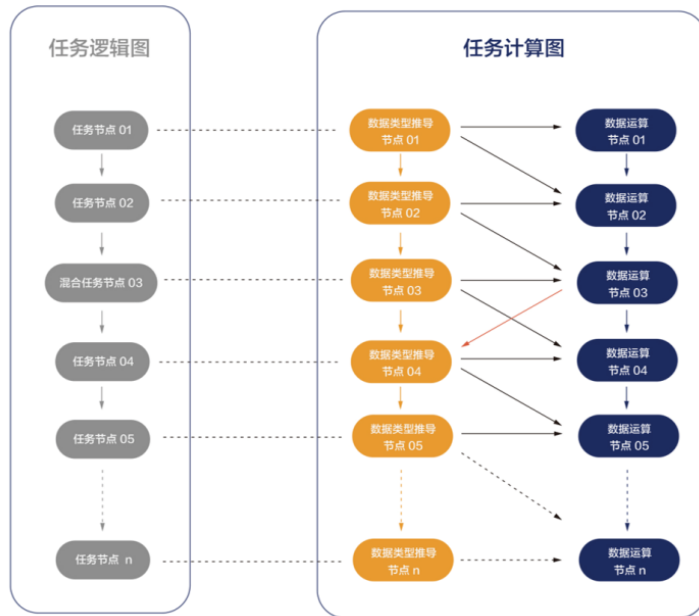 任务逻辑图
任务计算图
任务节点 01
数据类型推导
节点 01
数据运算
01
任务节点 02
数据类型推导
节点 02
数据运算
节点 02
混合任务节点 03
数据类型推导
节点 03
数据运算
节点 03
任务节点 04
数据类型推导
节点 04
数据运算
节点 04
任务节点 05
数据类型推导
节点 05
数据运算
节点 05
任务节点 n
数据类型推导
节点 n
数据运算
节点 n